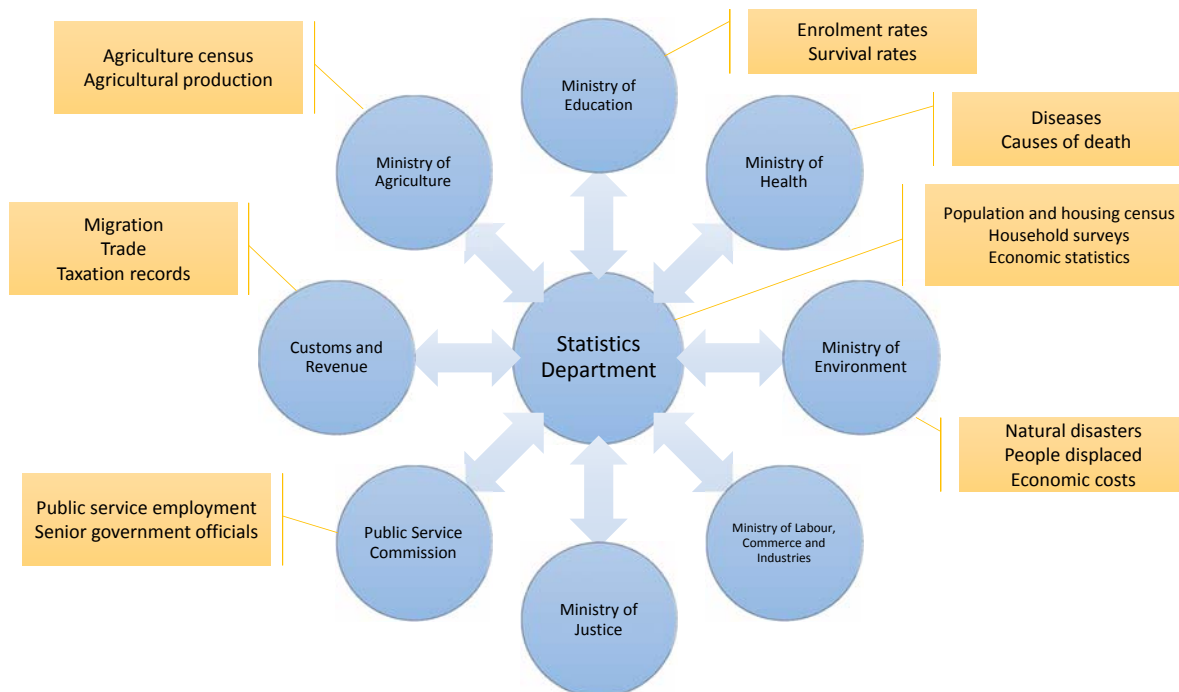 Enrolment rates
Survival rates
Agriculture census
Agricultural production
Ministry of
Education
Diseases
Causes of death
Ministry of
Agriculture
Ministry of
Health
Migration
Trade
Taxation records
Population and housing census
Household surveys
Economic statistics
Customs and
Revenue
Statistics
Department
Ministry of
Environment
Natural disasters
People displaced
Economic costs
Public service employment
Senior government officials
Public Service
Commission
Ministry of Labour,
Commerce and
Industries
Ministry of
Justice